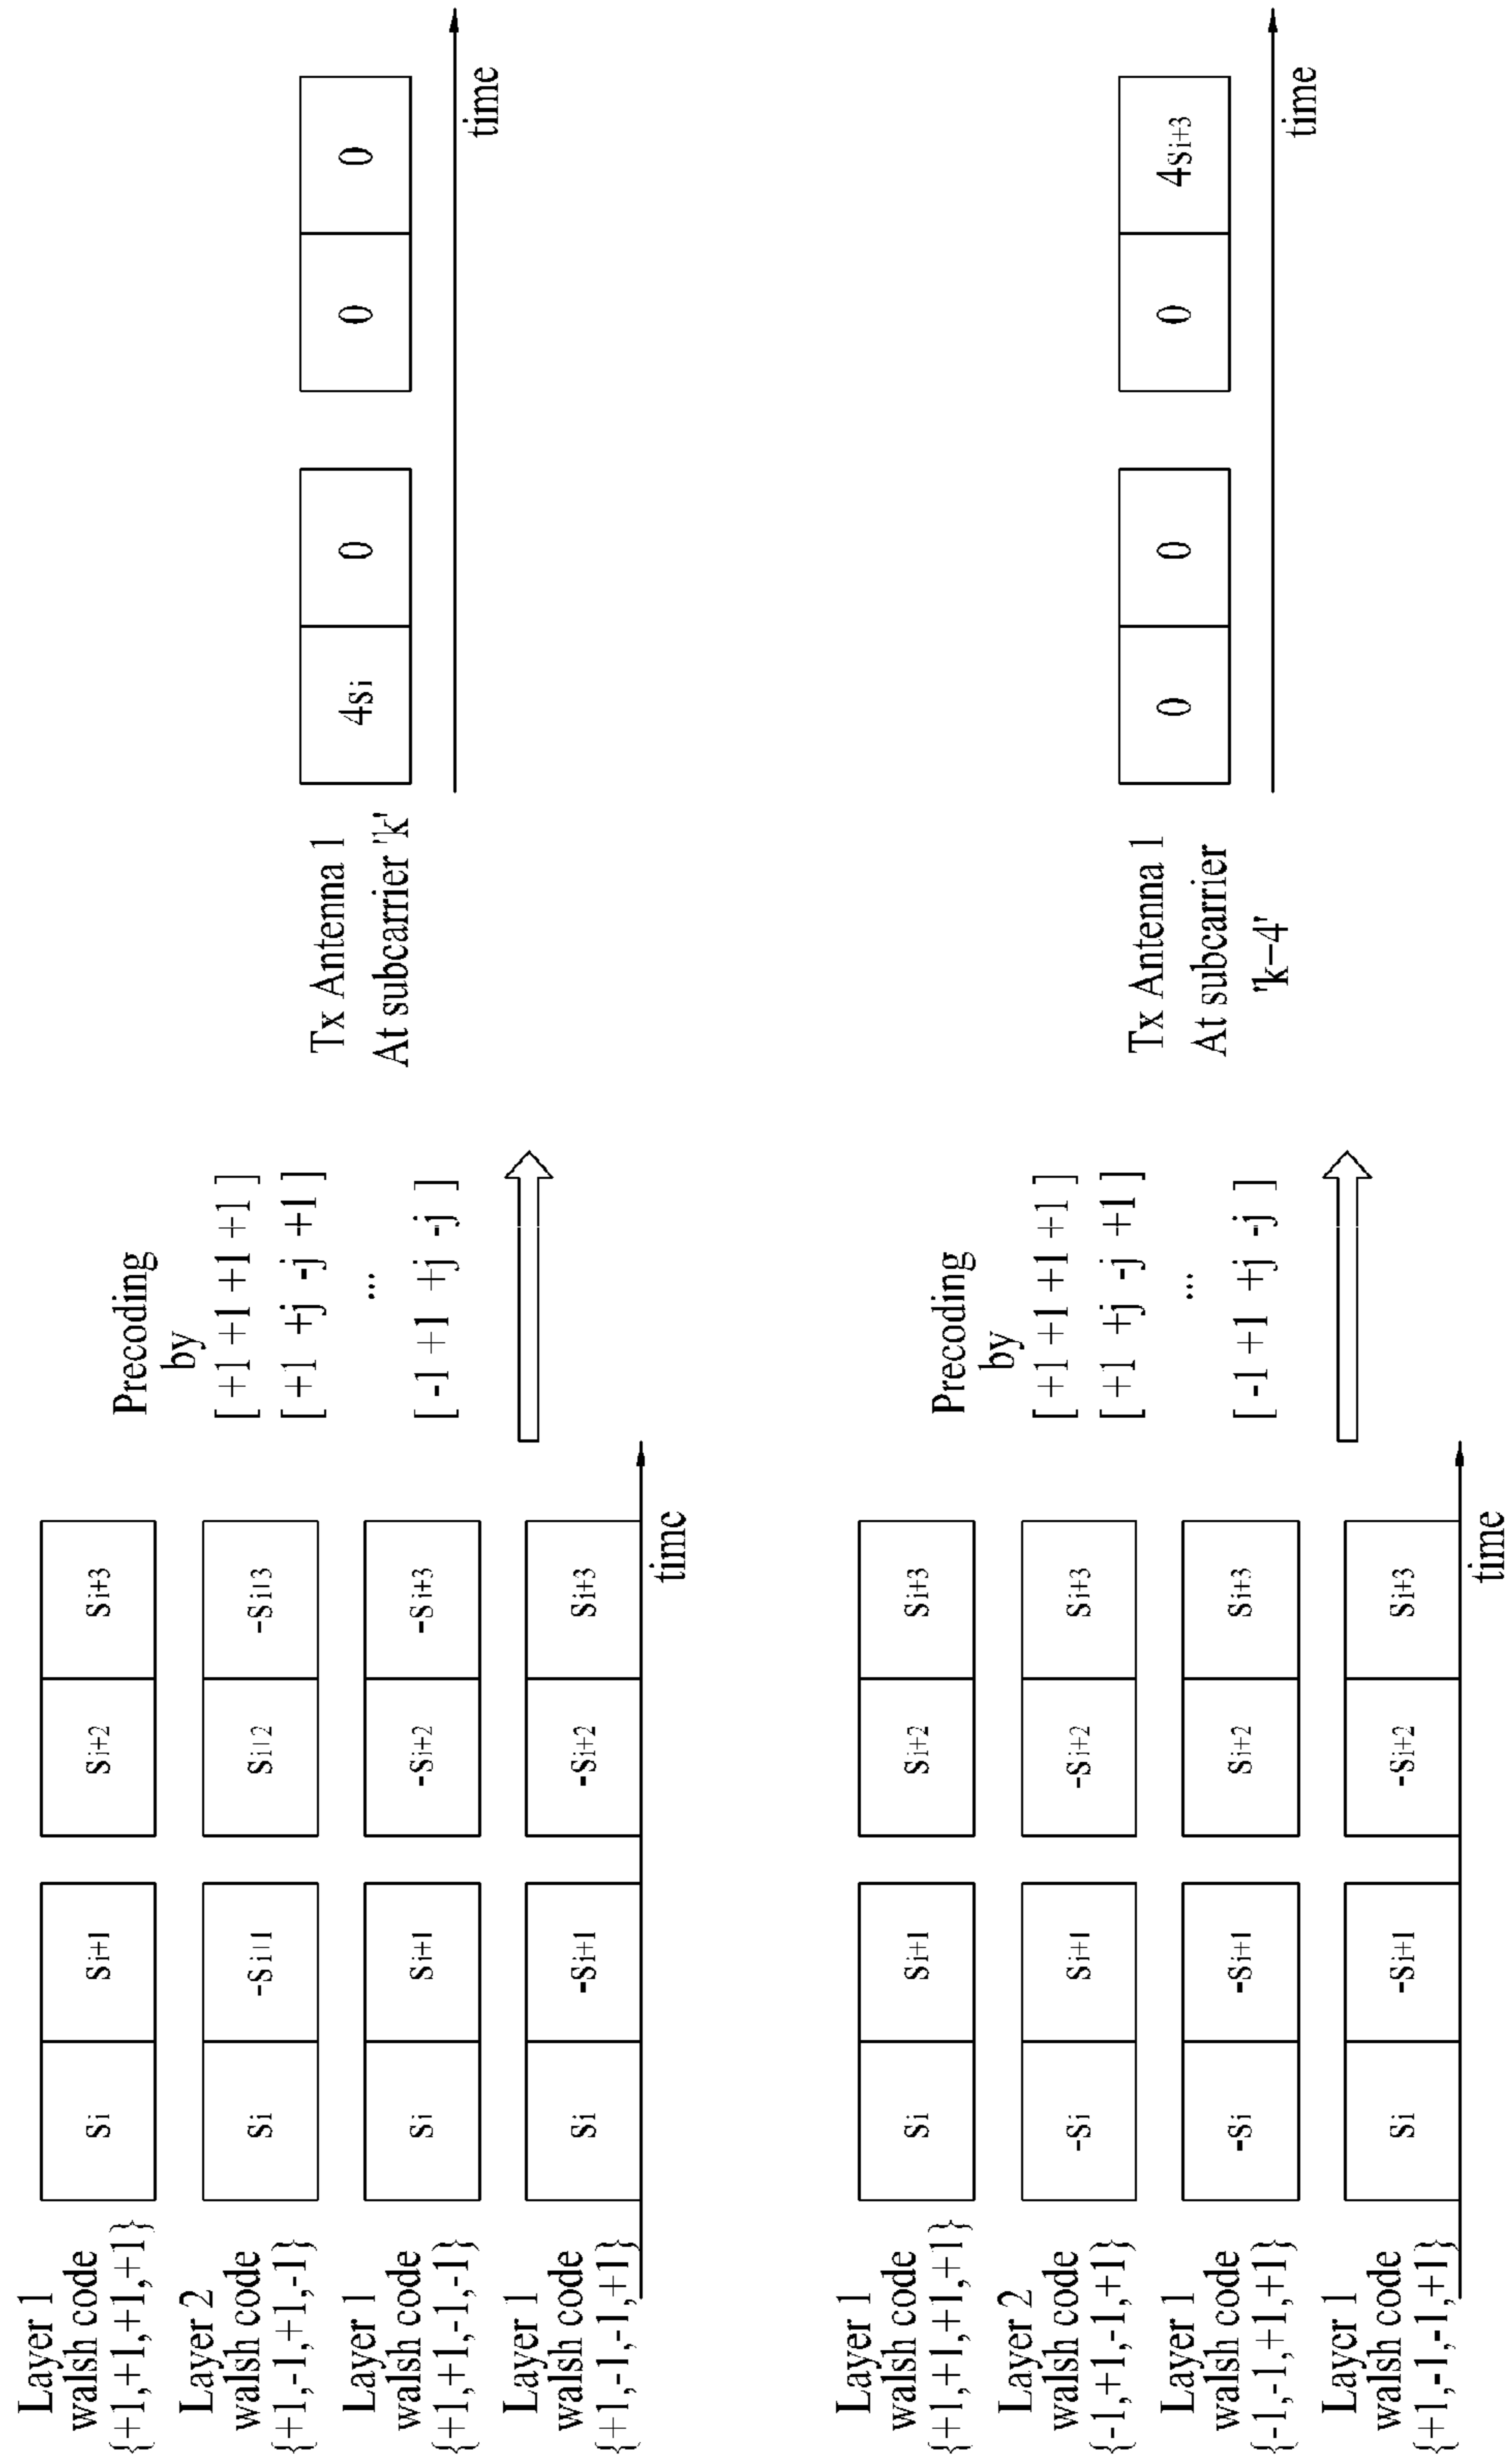 Layer 1
walsh code
{+1,+1,+1,+1}
si
si+1
si+2
si+3
Layer 2
walsh code
{+1,-1,+1,-1}
si
-si+1
si+2
-si+3
Layer 1
walsh code
{+1,+1,-1,-1}
si
si+1
-si+2
-si+3
Layer 1
walsh code
{+1,-1,-1,+1}
si
-si+1
-si+2
si+3
time
Precoding
by
[ +1 +1 +1 +1 ]
[ +1 +j -j +1 ]
...
[ -1 +1 +j -j ]
Tx Antenna 1
At subcarrier 'k'
4si
0
0
0
time
Layer 1
walsh code
{+1,+1,+1,+1}
si
si+1
si+2
si+3
Layer 2
walsh code
{-1,+1,-1,+1}
-si
si+1
-si+2
si+3
Layer 1
walsh code
{-1,-1,+1,+1}
-si
-si+1
si+2
si+3
Layer 1
walsh code
{+1,-1,-1,+1}
si
-si+1
-si+2
si+3
time
Precoding
by
[ +1 +1 +1 +1 ]
[ +1 +j -j +1 ]
...
[ -1 +1 +j -j ]
Tx Antenna 1
At subcarrier
'k-4'
0
0
0
4si+3
time